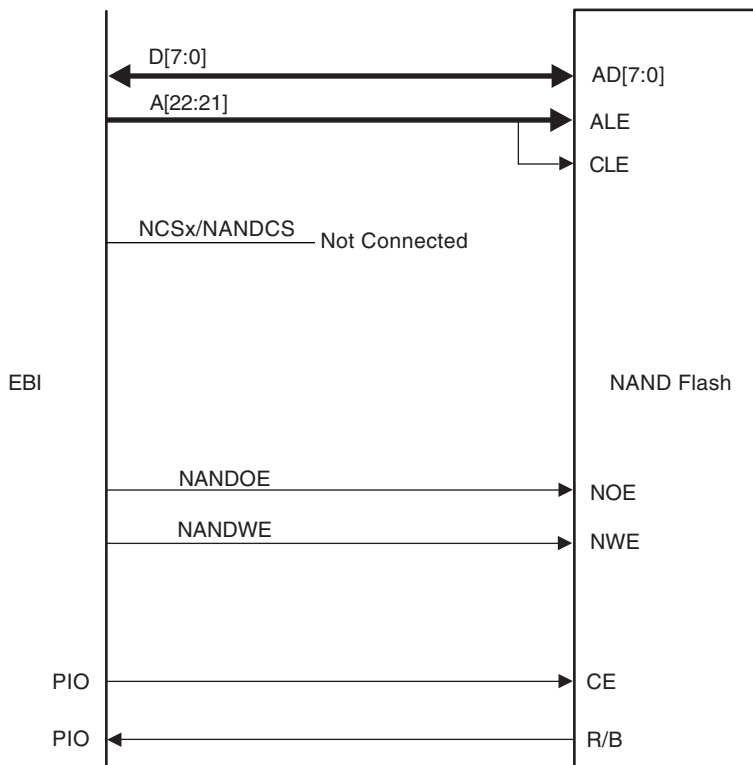 D[7:0]
AD[7:0]
A[22:21]
ALE
CLE
NCSx/NANDCS
Not Connected
EBI
NAND Flash
NANDOE
NOE
NANDWE
NWE
PIO
CE
PIO
R/B